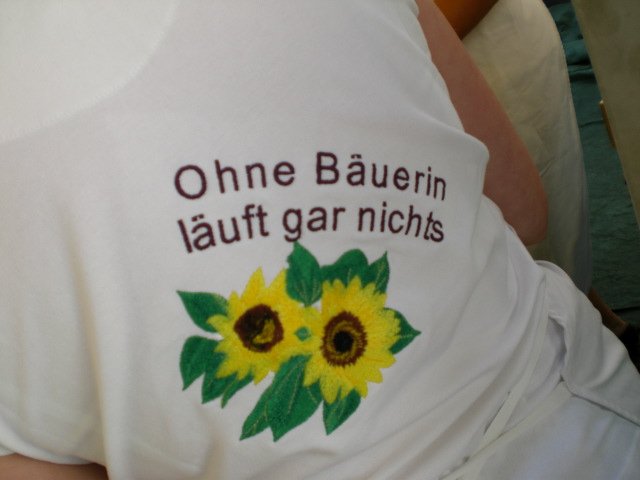 Ohne Bäuerin
läuft gar nichts